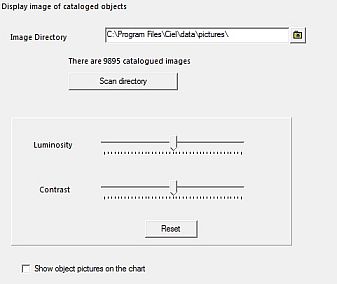 Display image of cataloged objects
Image Directory
C:\Program Files\Ciel\data\pictures\
There are 9895 catalogued images
Scan directory
Luminosity
Contrast
Reset
Show object pictures on the chart